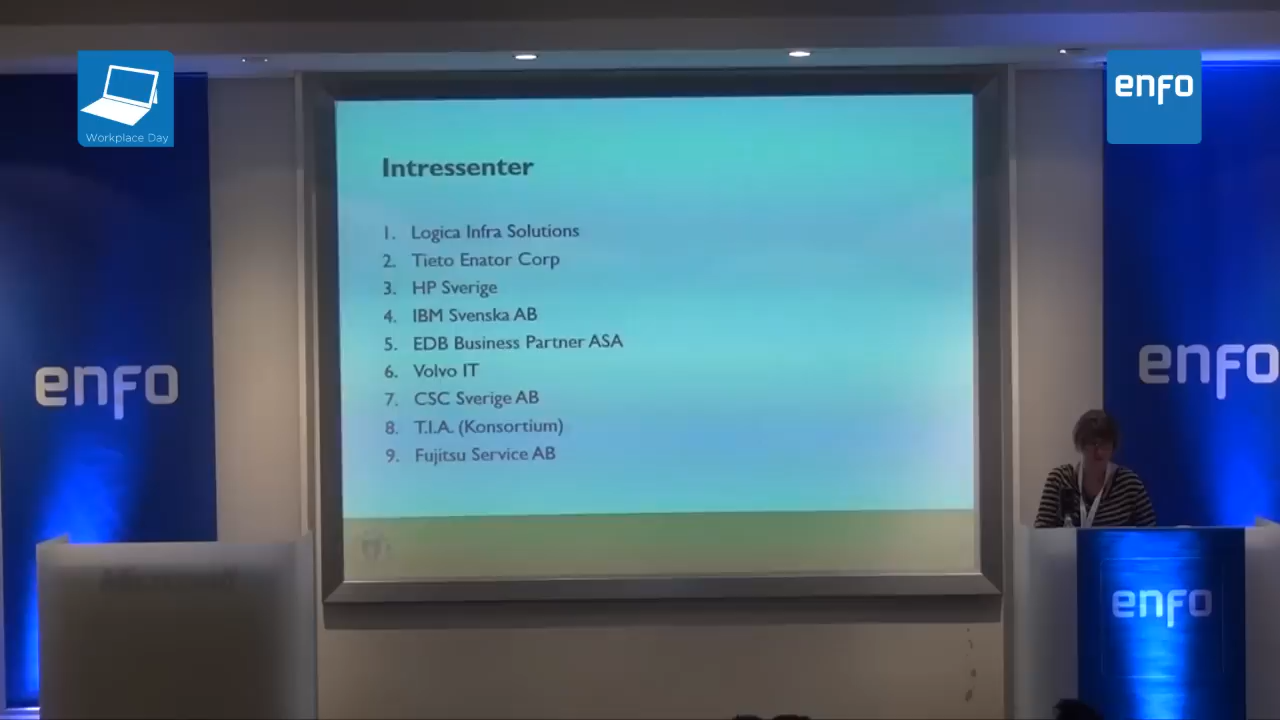 Workplace Day
enfo
Intressenter
1. Logica Infra Solutions
2. Tieto Enator Corp
3. HP Sverige
4. IBM Svenska AB
5. EDB Business Partner ASA
6. Volvo IT
7. CSC Sverige AB
8. T.I.A. (Konsortium)
9. Fujitsu Service AB
enfo
enfo
enfo